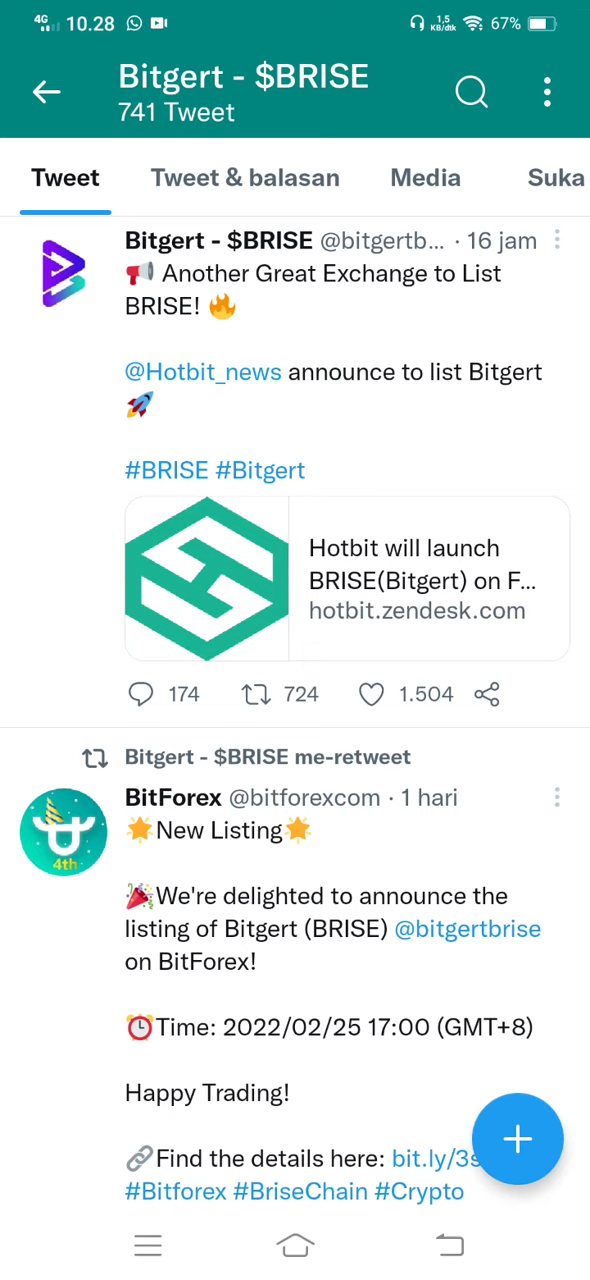 4G 10.28 1,5 KB/dtk 67%
Bitgert - $BRISE
741 Tweet
Tweet Tweet & balasan Media Suka
Bitgert - $BRISE @bitgertb... · 16 jam
📢 Another Great Exchange to List
BRISE! 🔥
@Hotbit_news announce to list Bitgert
🚀
#BRISE #Bitgert
Hotbit will launch
BRISE(Bitgert) on F...
hotbit.zendesk.com
174 724 1.504
Bitgert - $BRISE me-retweet
BitForex @bitforexcom · 1 hari
4th
🌟New Listing🌟
🎉We're delighted to announce the
listing of Bitgert (BRISE) @bitgertbrise
on BitForex!
⏰Time: 2022/02/25 17:00 (GMT+8)
Happy Trading!
🔗Find the details here: bit.ly/3s
#Bitforex #BriseChain #Crypto